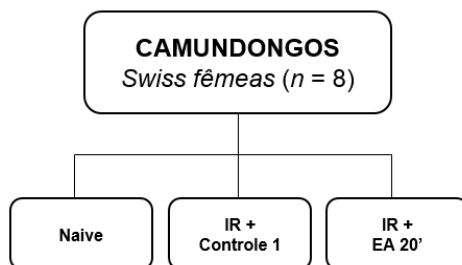 CAMUNDONGOS
Swiss fêmeas (n = 8)
Naive
IR +
Controle 1
IR +
EA 20'